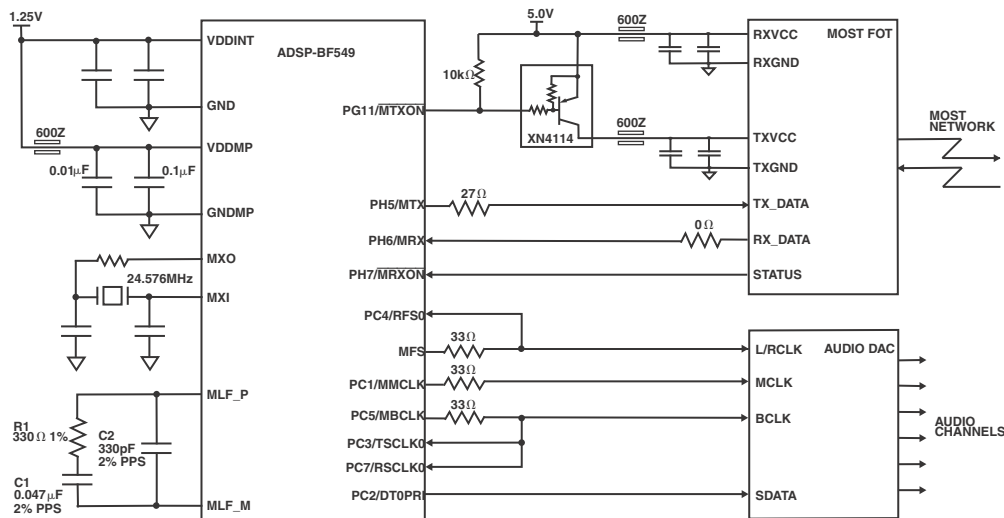 1.25V
VDDINT
GND
600Z
VDDMP
0.01μF
0.1μF
GNDMP
MXO
24.576MHz
MXI
MLF_P
R1
330Ω 1%
C2
330pF
2% PPS
C1
0.047μF
2% PPS
MLF_M
ADSP-BF549
PG11/MTXON
PH5/MTX
PH6/MRX
PH7/MRXON
PC4/RFS0
MFS
PC1/MMCLK
PC5/MBCLK
PC3/TSCLK0
PC7/RSCLK0
PC2/DT0PRI
5.0V
10kΩ
XN4114
600Z
600Z
27Ω
0Ω
33Ω
33Ω
33Ω
MOST FOT
RXVCC
RXGND
TXVCC
TXGND
TX_DATA
RX_DATA
STATUS
MOST
NETWORK
AUDIO DAC
L/RCLK
MCLK
BCLK
SDATA
AUDIO
CHANNELS